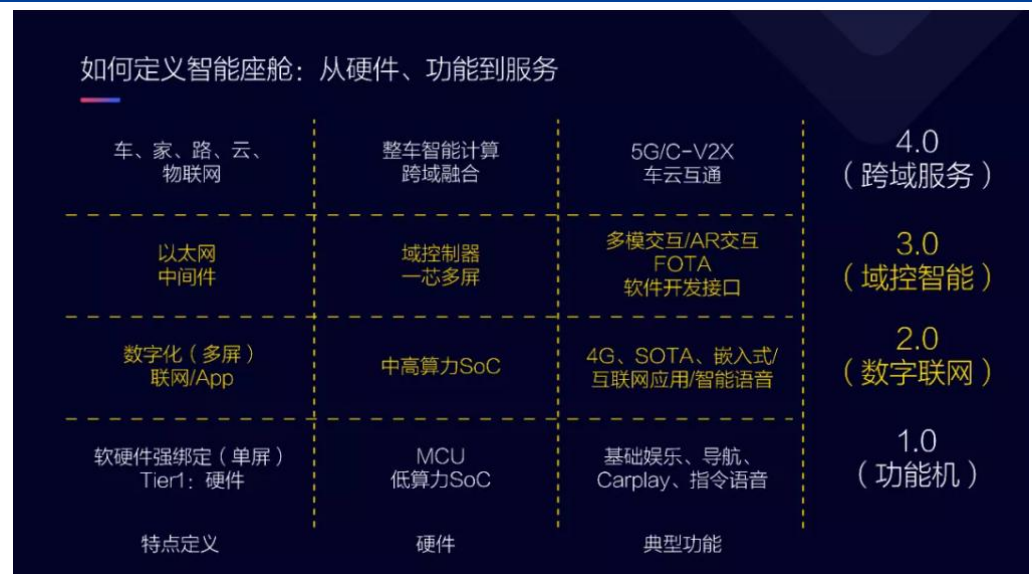 如何定义智能座舱：从硬件、功能到服务
车、家、路、云、
物联网
整车智能计算
跨域融合
5G/C-V2X
车云互通
4.0
（跨域服务）
以太网
中间件
域控制器
一芯多屏
多模交互/AR交互
FOTA
软件开发接口
3.0
（域控智能）
数字化（多屏）
联网/App
中高算力SoC
4G、SOTA、嵌入式/
互联网应用/智能语音
2.0
（数字联网）
软硬件强绑定（单屏）
Tier1：硬件
MCU
低算力SoC
基础娱乐、导航、
Carplay、指令语音
1.0
（功能机）
特点定义
硬件
典型功能